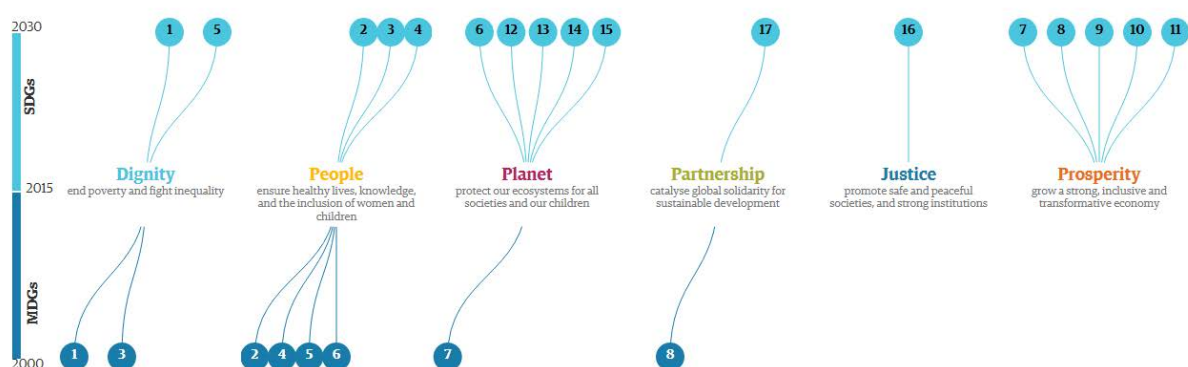 2030
SDGs
1 5 2 3 4 6 12 13 14 15 17 16 7 8 9 10 11
2015
Dignity
end poverty and fight inequality
People
ensure healthy lives, knowledge,
and the inclusion of women and
children
Planet
protect our ecosystems for all
societies and our children
Partnership
catalyse global solidarity for
sustainable development
Justice
promote safe and peaceful
societies, and strong institutions
Prosperity
grow a strong, inclusive and
transformative economy
MDGs
1 3 2 4 5 6 7 8
2000